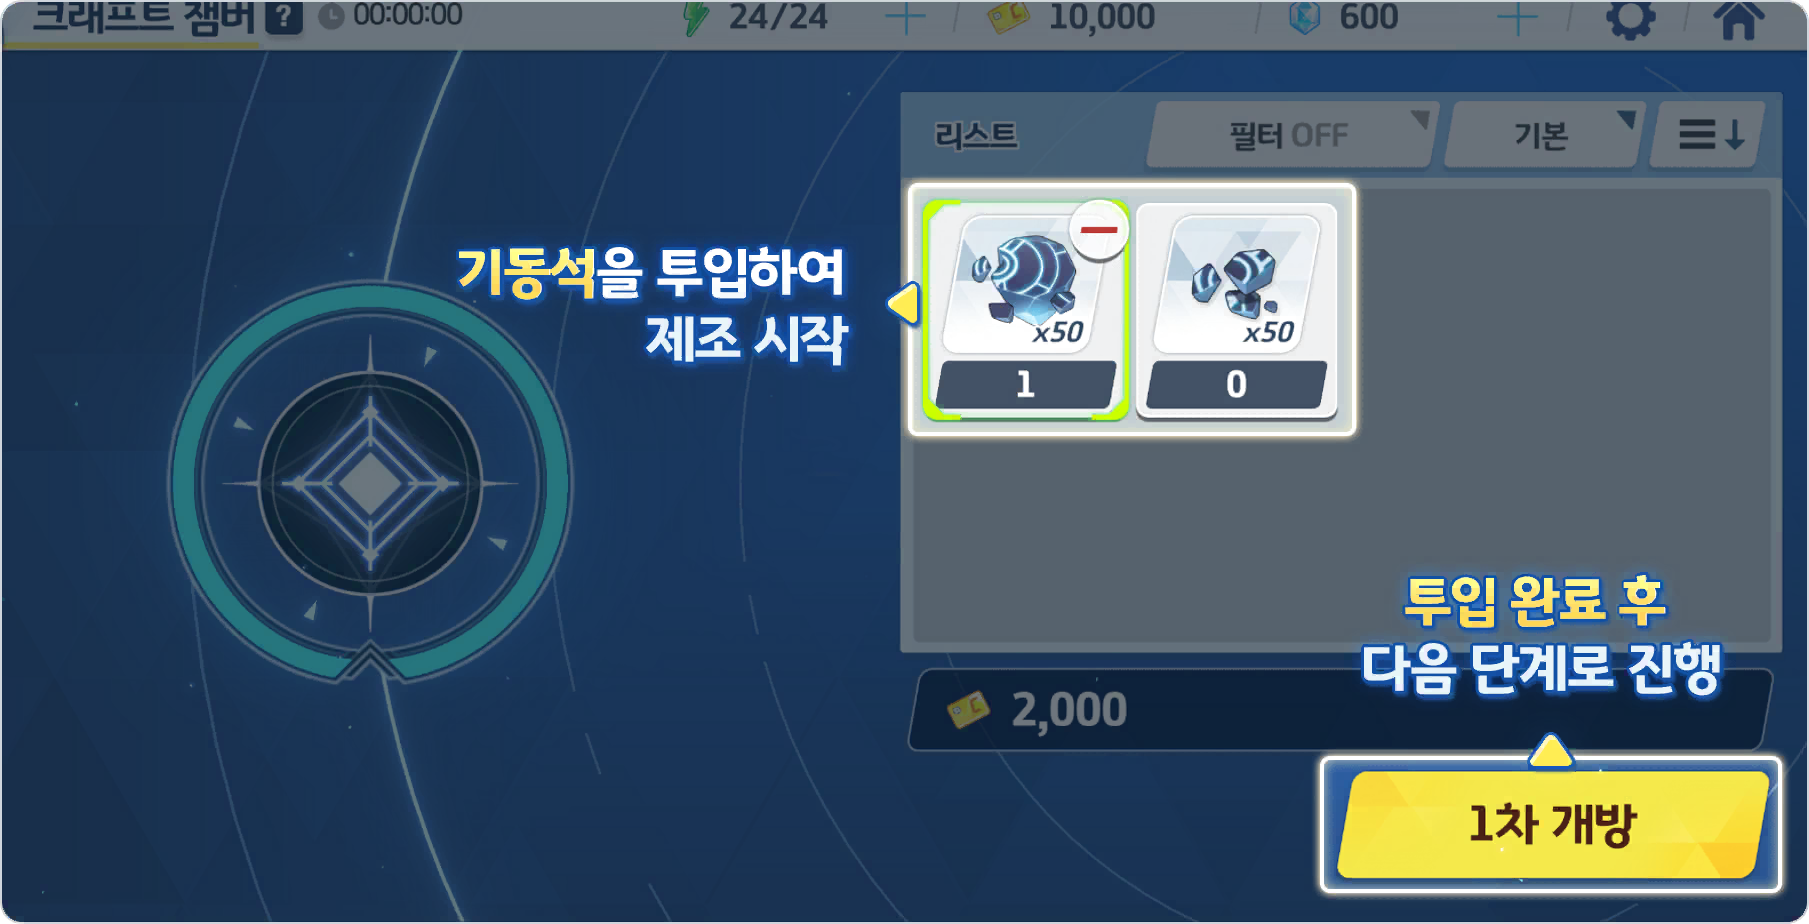 크래프트 챔버 ? 00:00:00 24/24 10,000 600
리스트 필터 OFF 기본
기동석을 투입하여
제조 시작
x50 x50
1 0
투입 완료 후
다음 단계로 진행
2,000
1차 개방